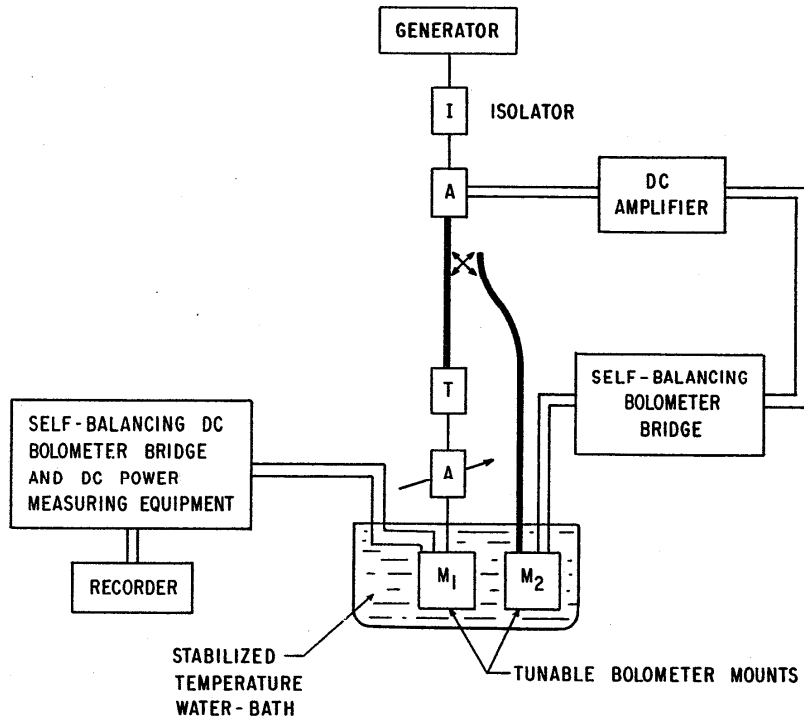 GENERATOR
I
ISOLATOR
A
DC
AMPLIFIER
T
SELF-BALANCING
BOLOMETER
BRIDGE
SELF-BALANCING DC
BOLOMETER BRIDGE
AND DC POWER
MEASURING EQUIPMENT
A
RECORDER
M1
M2
STABILIZED
TEMPERATURE
WATER-BATH
TUNABLE BOLOMETER MOUNTS